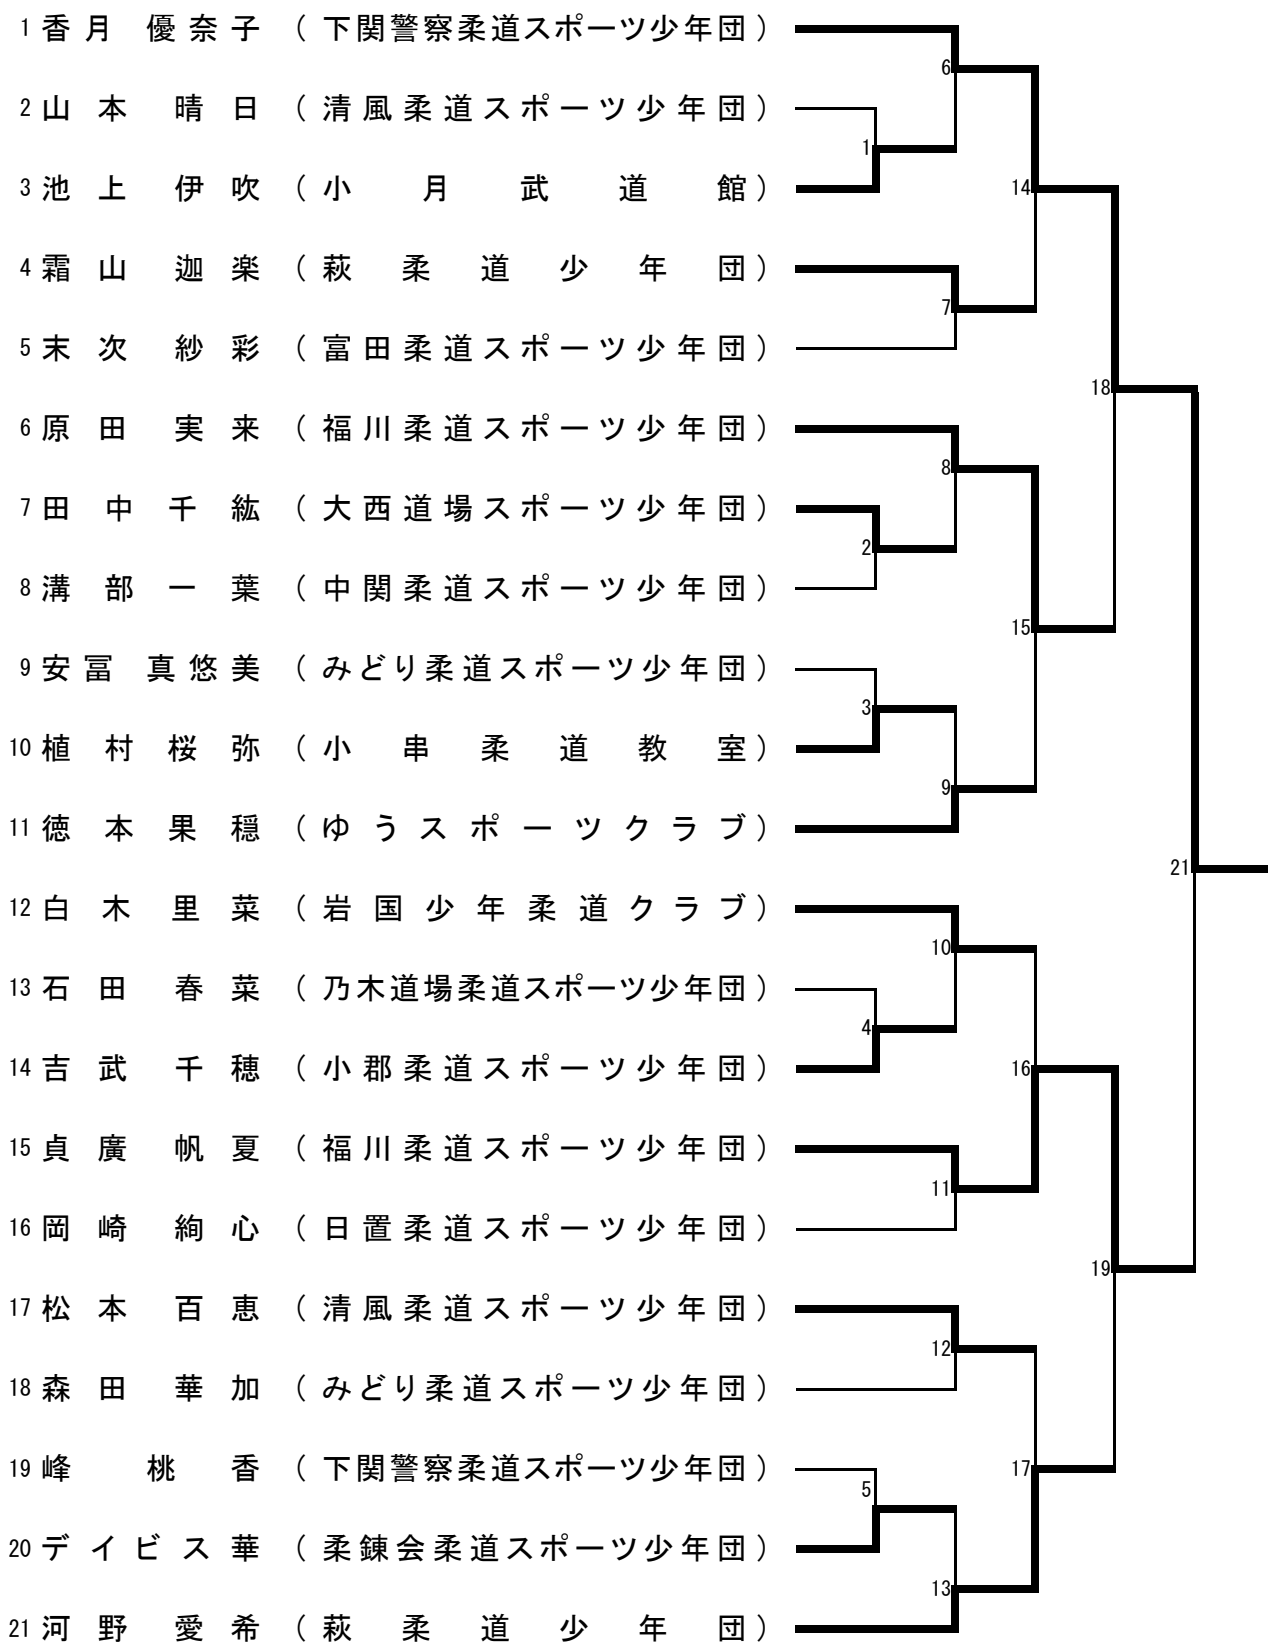 1 香月 優奈子 (下関警察柔道スポーツ少年団)
6
2 山本 晴日 (清風柔道スポーツ少年団)
1
3 池上 伊吹 (小月武道館)
14
4 霜山 迦楽 (萩柔道少年団)
7
5 末次 紗彩 (富田柔道スポーツ少年団)
18
6 原田 実来 (福川柔道スポーツ少年団)
8
7 田中千紘 (大西道場スポーツ少年団)
2
8 溝部一葉 (中関柔道スポーツ少年団)
15
9 安冨 真悠美 (みどり柔道スポーツ少年団)
3
10 植村桜弥 (小串柔道教室)
9
11 徳本果穏 (ゆうスポーツクラブ)
21
12 白木里菜 (岩国少年柔道クラブ)
10
13 石田 春菜 (乃木道場柔道スポーツ少年団)
4
14 吉武 千穂 (小郡柔道スポーツ少年団)
16
15 貞廣 帆夏 (福川柔道スポーツ少年団)
11
16 岡崎 絢心 (日置柔道スポーツ少年団)
19
17 松本 百恵 (清風柔道スポーツ少年団)
12
18 森田 華加 (みどり柔道スポーツ少年団)
19 峰 桃香 (下関警察柔道スポーツ少年団)
17
5
20 デイビス華 (柔錬会柔道スポーツ少年団)
13
21 河野 愛希 (萩柔道少年団)